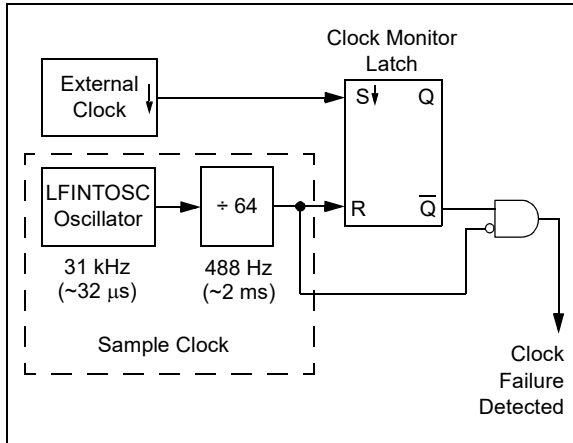 Clock Monitor
Latch
External
Clock
S
Q
LFINTOSC
Oscillator
÷ 64
R
Q̅
31 kHz
(~32 μs)
488 Hz
(~2 ms)
Sample Clock
Clock
Failure
Detected